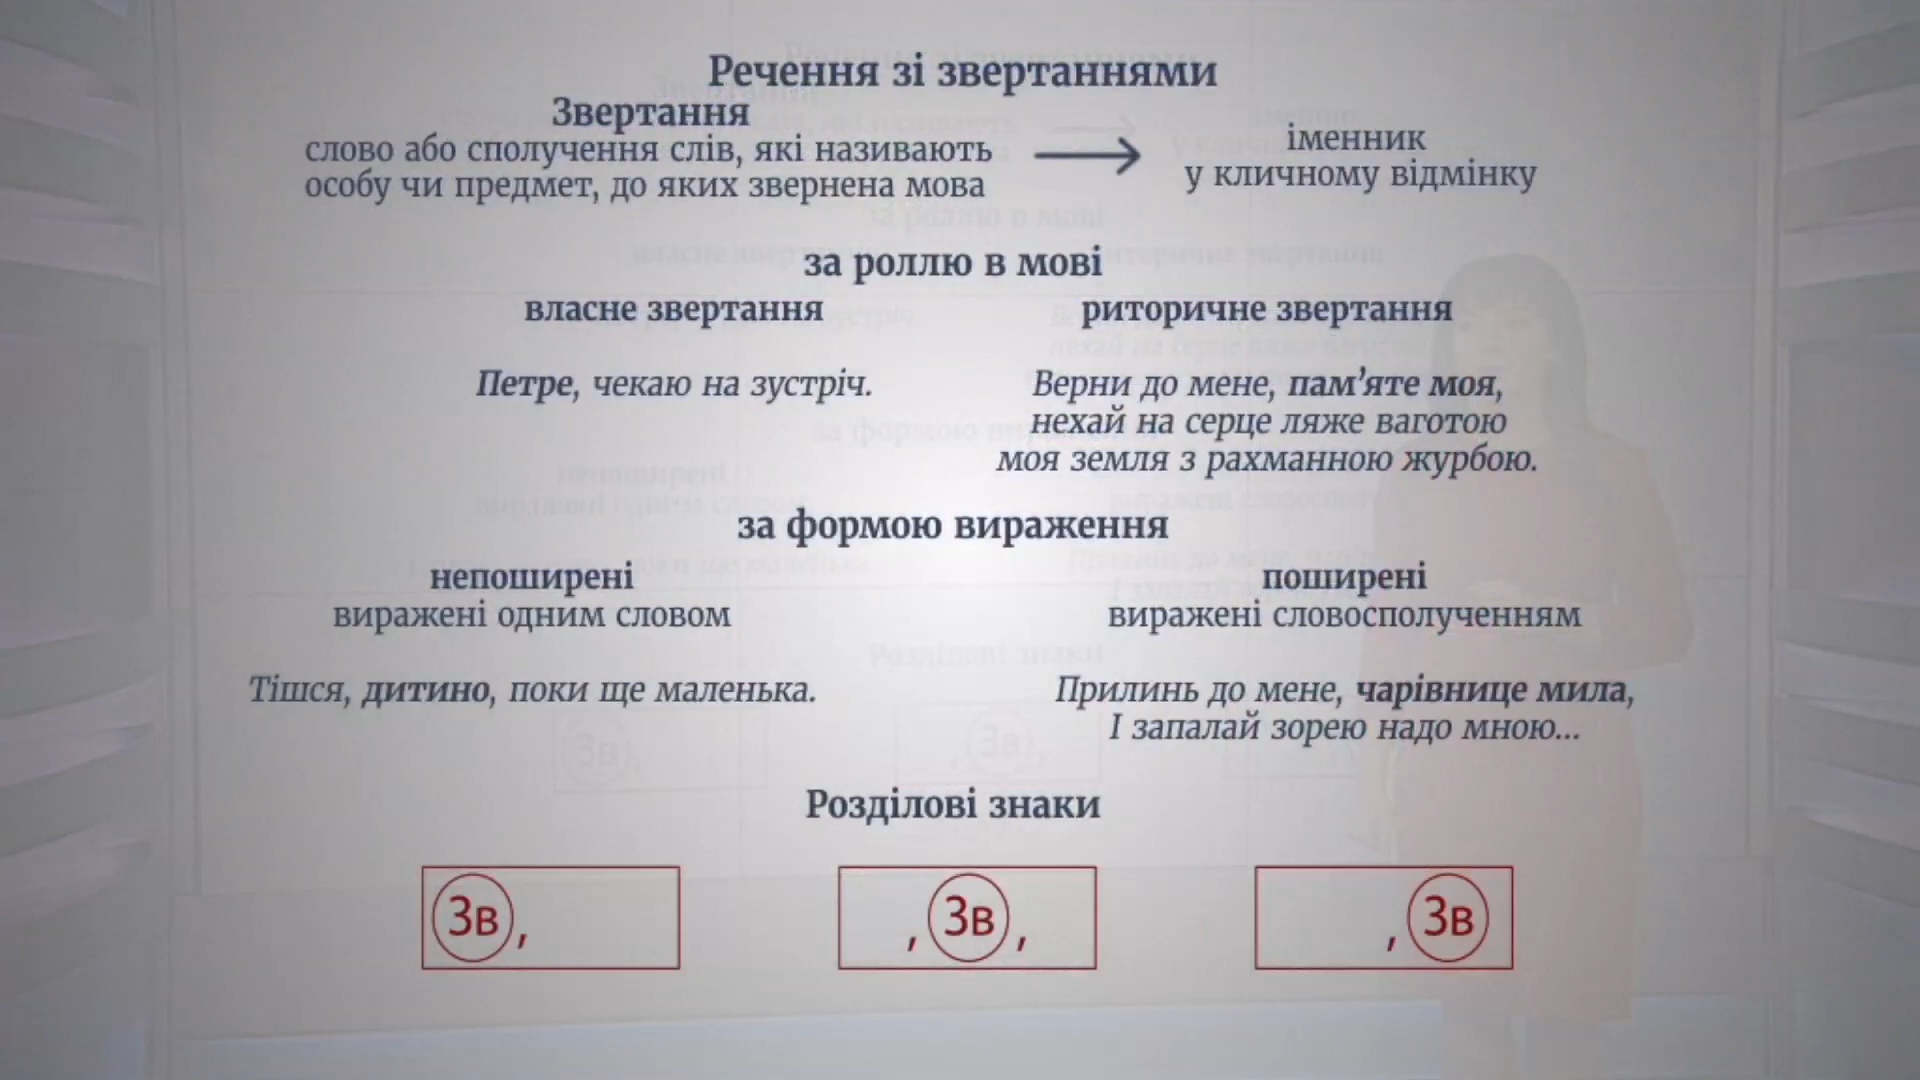 Речення зі звертаннями
Звертання
слово або сполучення слів, які називають
особу чи предмет, до яких звернена мова
іменник
у кличному відмінку
за роллю в мові
власне звертання
риторичне звертання
Петре, чекаю на зустріч.
Верни до мене, пам’яте моя,
нехай на серце ляже ваготою
моя земля з рахманною журбою.
за формою вираження
непоширені
виражені одним словом
поширені
виражені словосполученням
Тішся, дитино, поки ще маленька.
Прилинь до мене, чарівнице мила,
І запалай зорею надо мною...
Розділові знаки
Зв,
, Зв,
, Зв